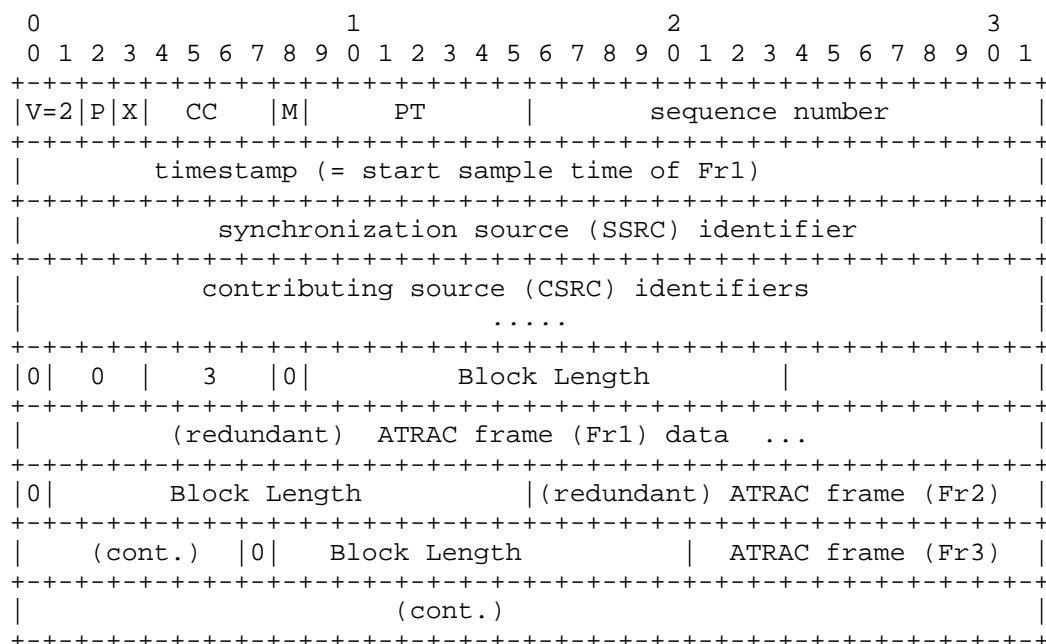 0                   1                   2                   3
 0 1 2 3 4 5 6 7 8 9 0 1 2 3 4 5 6 7 8 9 0 1 2 3 4 5 6 7 8 9 0 1
+-+-+-+-+-+-+-+-+-+-+-+-+-+-+-+-+-+-+-+-+-+-+-+-+-+-+-+-+-+-+-+-+
|V=2|P|X|  CC   |M|     PT      |       sequence number         |
+-+-+-+-+-+-+-+-+-+-+-+-+-+-+-+-+-+-+-+-+-+-+-+-+-+-+-+-+-+-+-+-+
|        timestamp (= start sample time of Fr1)                 |
+-+-+-+-+-+-+-+-+-+-+-+-+-+-+-+-+-+-+-+-+-+-+-+-+-+-+-+-+-+-+-+-+
|            synchronization source (SSRC) identifier           |
+-+-+-+-+-+-+-+-+-+-+-+-+-+-+-+-+-+-+-+-+-+-+-+-+-+-+-+-+-+-+-+-+
|           contributing source (CSRC) identifiers              |
|                             .....                             |
+-+-+-+-+-+-+-+-+-+-+-+-+-+-+-+-+-+-+-+-+-+-+-+-+-+-+-+-+-+-+-+-+
|0|  0  |   3   |0|         Block Length        |               |
+-+-+-+-+-+-+-+-+-+-+-+-+-+-+-+-+-+-+-+-+-+-+-+-+-+-+-+-+-+-+-+-+
|         (redundant)  ATRAC frame (Fr1) data  ...              |
+-+-+-+-+-+-+-+-+-+-+-+-+-+-+-+-+-+-+-+-+-+-+-+-+-+-+-+-+-+-+-+-+
|0|       Block Length          |(redundant) ATRAC frame (Fr2)  |
+-+-+-+-+-+-+-+-+-+-+-+-+-+-+-+-+-+-+-+-+-+-+-+-+-+-+-+-+-+-+-+-+
|    (cont.)  |0|   Block Length          |  ATRAC frame (Fr3)  |
+-+-+-+-+-+-+-+-+-+-+-+-+-+-+-+-+-+-+-+-+-+-+-+-+-+-+-+-+-+-+-+-+
|                       (cont.)                                 |
+-+-+-+-+-+-+-+-+-+-+-+-+-+-+-+-+-+-+-+-+-+-+-+-+-+-+-+-+-+-+-+-+